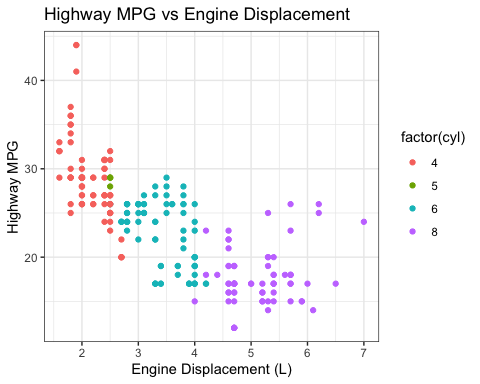 Highway MPG vs Engine Displacement
Highway MPG
40
30
20
2 3 4 5 6 7
Engine Displacement (L)
factor(cyl)
4
5
6
8